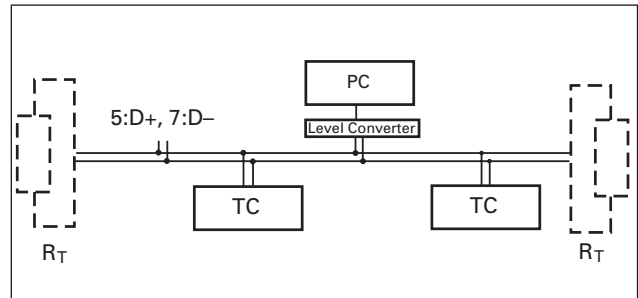 PC
5:D+, 7:D–
Level Converter
TC
TC
RT
RT